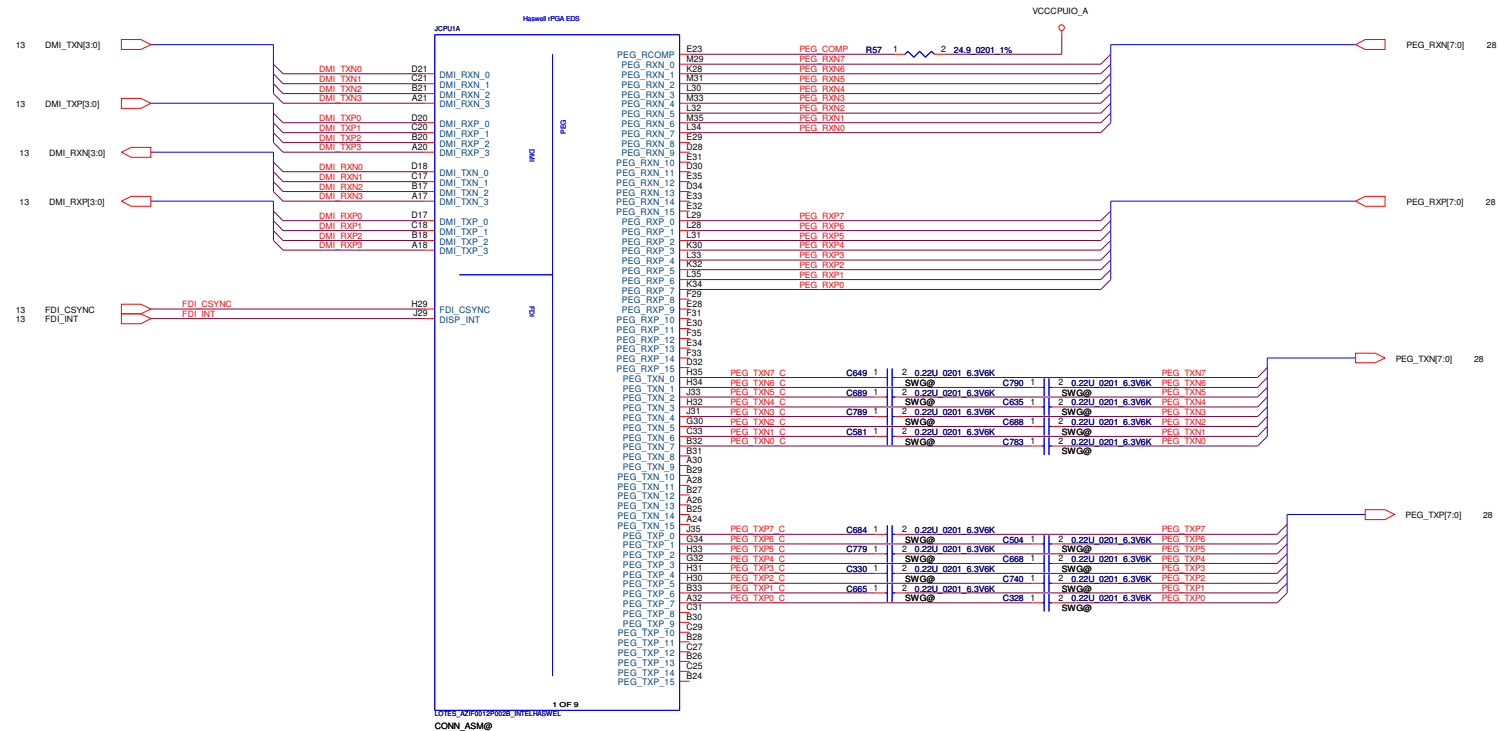 Haswell rPGA EDS
VCCCPUIO_A
JCPU1A
13 DMI_TXN[3:0]
DMI_TXN0 D21 DMI_RXN_0
DMI_TXN1 C21 DMI_RXN_1
DMI_TXN2 B21 DMI_RXN_2
DMI_TXN3 A21 DMI_RXN_3
13 DMI_TXP[3:0]
DMI_TXP0 D20 DMI_RXP_0
DMI_TXP1 C20 DMI_RXP_1
DMI_TXP2 B20 DMI_RXP_2
DMI_TXP3 A20 DMI_RXP_3
13 DMI_RXN[3:0]
DMI_RXN0 D18 DMI_TXN_0
DMI_RXN1 C17 DMI_TXN_1
DMI_RXN2 B17 DMI_TXN_2
DMI_RXN3 A17 DMI_TXN_3
13 DMI_RXP[3:0]
DMI_RXP0 D17 DMI_TXP_0
DMI_RXP1 C18 DMI_TXP_1
DMI_RXP2 B18 DMI_TXP_2
DMI_RXP3 A18 DMI_TXP_3
13 FDI_CSYNC FDI_CSYNC H29 FDI_CSYNC
13 FDI_INT FDI_INT J29 DISP_INT
PEG
DMI
FDI
PEG_RCOMP E23 PEG_COMP R57 1 2 24.9_0201_1%
PEG_RXN_0 M29 PEG_RXN7
PEG_RXN_1 K28 PEG_RXN6
PEG_RXN_2 M31 PEG_RXN5
PEG_RXN_3 L30 PEG_RXN4
PEG_RXN_4 M33 PEG_RXN3
PEG_RXN_5 L32 PEG_RXN2
PEG_RXN_6 M35 PEG_RXN1
PEG_RXN_7 L34 PEG_RXN0
PEG_RXN_8 E29
PEG_RXN_9 D28
PEG_RXN_10 E31
PEG_RXN_11 D30
PEG_RXN_12 E35
PEG_RXN_13 D34
PEG_RXN_14 E33
PEG_RXN_15 E32
PEG_RXN[7:0] 28
PEG_RXP_0 L29 PEG_RXP7
PEG_RXP_1 L28 PEG_RXP6
PEG_RXP_2 L31 PEG_RXP5
PEG_RXP_3 K30 PEG_RXP4
PEG_RXP_4 L33 PEG_RXP3
PEG_RXP_5 K32 PEG_RXP2
PEG_RXP_6 L35 PEG_RXP1
PEG_RXP_7 K34 PEG_RXP0
PEG_RXP_8 F29
PEG_RXP_9 E28
PEG_RXP_10 F31
PEG_RXP_11 E30
PEG_RXP_12 F35
PEG_RXP_13 E34
PEG_RXP_14 F33
PEG_RXP_15 D32
PEG_RXP[7:0] 28
PEG_TXN_0 H35 PEG_TXN7_C C649 1 2 0.22U_0201_6.3V6K SWG@ PEG_TXN7
PEG_TXN_1 H34 PEG_TXN6_C C790 1 2 0.22U_0201_6.3V6K SWG@ PEG_TXN6
PEG_TXN_2 J33 PEG_TXN5_C C689 1 2 0.22U_0201_6.3V6K SWG@ PEG_TXN5
PEG_TXN_3 H32 PEG_TXN4_C C635 1 2 0.22U_0201_6.3V6K SWG@ PEG_TXN4
PEG_TXN_4 J31 PEG_TXN3_C C789 1 2 0.22U_0201_6.3V6K SWG@ PEG_TXN3
PEG_TXN_5 G30 PEG_TXN2_C C688 1 2 0.22U_0201_6.3V6K SWG@ PEG_TXN2
PEG_TXN_6 C33 PEG_TXN1_C C581 1 2 0.22U_0201_6.3V6K SWG@ PEG_TXN1
PEG_TXN_7 B32 PEG_TXN0_C C783 1 2 0.22U_0201_6.3V6K SWG@ PEG_TXN0
PEG_TXN_8 B31
PEG_TXN_9 A30
PEG_TXN_10 B29
PEG_TXN_11 A28
PEG_TXN_12 B27
PEG_TXN_13 A26
PEG_TXN_14 B25
PEG_TXN_15 A24
PEG_TXN[7:0] 28
PEG_TXP_0 J35 PEG_TXP7_C C684 1 2 0.22U_0201_6.3V6K SWG@ PEG_TXP7
PEG_TXP_1 G34 PEG_TXP6_C C504 1 2 0.22U_0201_6.3V6K SWG@ PEG_TXP6
PEG_TXP_2 H33 PEG_TXP5_C C779 1 2 0.22U_0201_6.3V6K SWG@ PEG_TXP5
PEG_TXP_3 G32 PEG_TXP4_C C668 1 2 0.22U_0201_6.3V6K SWG@ PEG_TXP4
PEG_TXP_4 H31 PEG_TXP3_C C330 1 2 0.22U_0201_6.3V6K SWG@ PEG_TXP3
PEG_TXP_5 H30 PEG_TXP2_C C740 1 2 0.22U_0201_6.3V6K SWG@ PEG_TXP2
PEG_TXP_6 B33 PEG_TXP1_C C665 1 2 0.22U_0201_6.3V6K SWG@ PEG_TXP1
PEG_TXP_7 A32 PEG_TXP0_C C328 1 2 0.22U_0201_6.3V6K SWG@ PEG_TXP0
PEG_TXP_8 C31
PEG_TXP_9 B30
PEG_TXP_10 C29
PEG_TXP_11 B28
PEG_TXP_12 C27
PEG_TXP_13 B26
PEG_TXP_14 C25
PEG_TXP_15 B24
PEG_TXP[7:0] 28
1 OF 9
LOTES_AZIF0012P002B_INTELHASWEL
CONN_ASM@